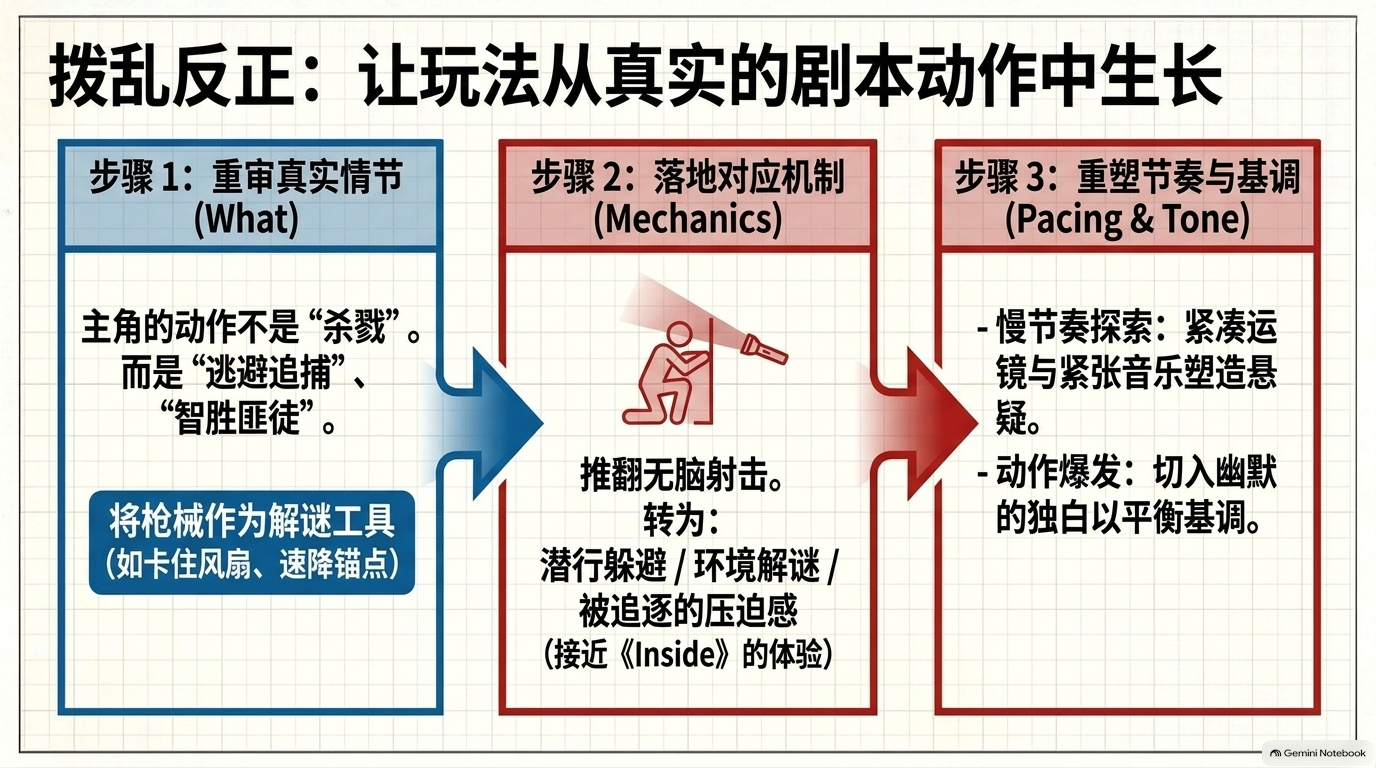 拨乱反正：让玩法从真实的剧本动作中生长
步骤 1：重审真实情节
(What)
主角的动作不是“杀戮”。
而是“逃避追捕”、
“智胜匪徒”。
将枪械作为解谜工具
（如卡住风扇、速降锚点）
步骤 2：落地对应机制
(Mechanics)
推翻无脑射击。
转为：
潜行躲避 / 环境解谜 /
被追逐的压迫感
（接近《Inside》的体验）
步骤 3：重塑节奏与基调
(Pacing & Tone)
- 慢节奏探索：紧凑运
镜与紧张音乐塑造悬
疑。
- 动作爆发：切入幽默
的独白以平衡基调。
Gemini Notebook